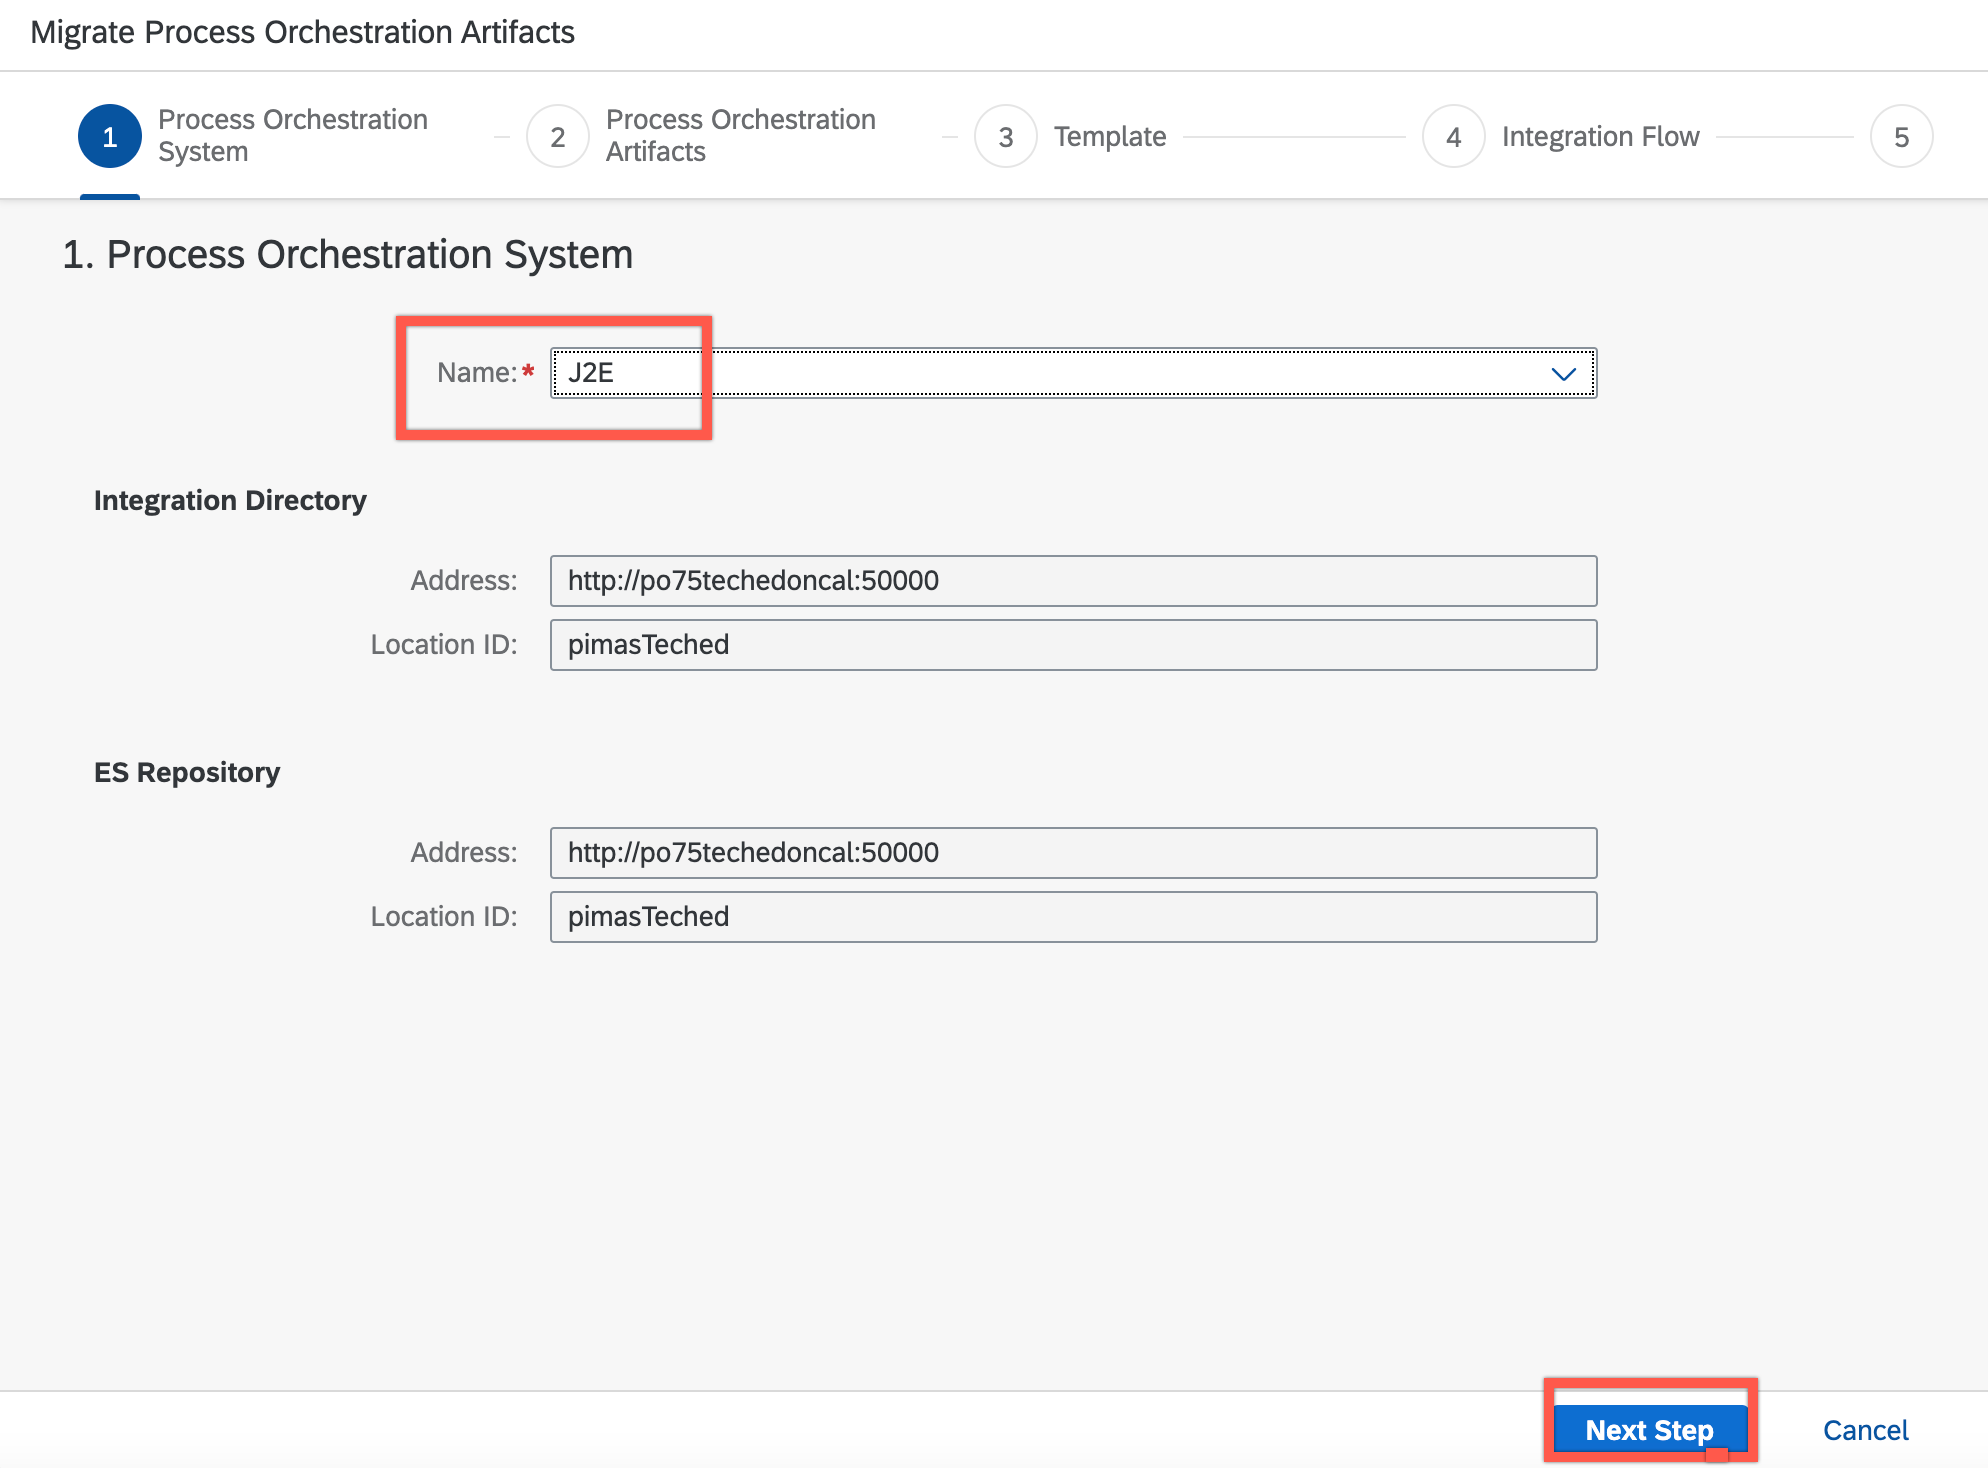 Migrate Process Orchestration Artifacts
1 Process Orchestration System
2 Process Orchestration Artifacts
3 Template
4 Integration Flow
5
1. Process Orchestration System
Name:* J2E
Integration Directory
Address: http://po75techedoncal:50000
Location ID: pimasTeched
ES Repository
Address: http://po75techedoncal:50000
Location ID: pimasTeched
Next Step Cancel